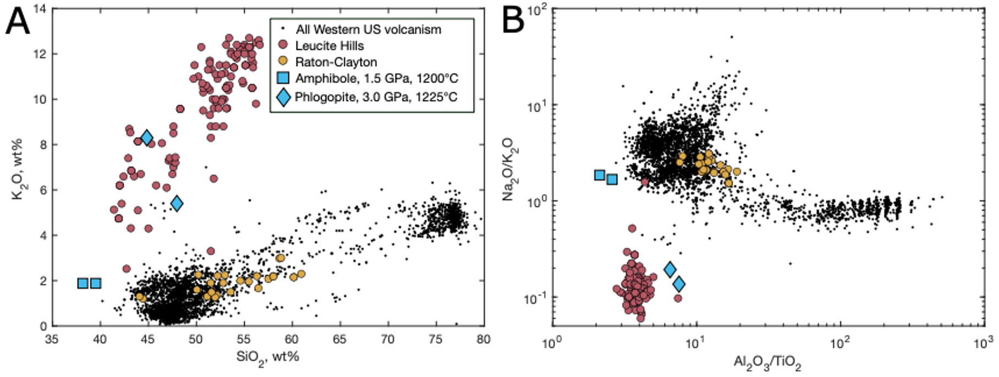 A
14
12
10
8
6
4
2
0
K2O, wt%
35 40 45 50 55 60 65 70 75 80
SiO2, wt%
All Western US volcanism
Leucite Hills
Raton-Clayton
Amphibole, 1.5 GPa, 1200°C
Phlogopite, 3.0 GPa, 1225°C
B
10^2
10^1
10^0
10^-1
Na2O/K2O
10^0 10^1 10^2 10^3
Al2O3/TiO2